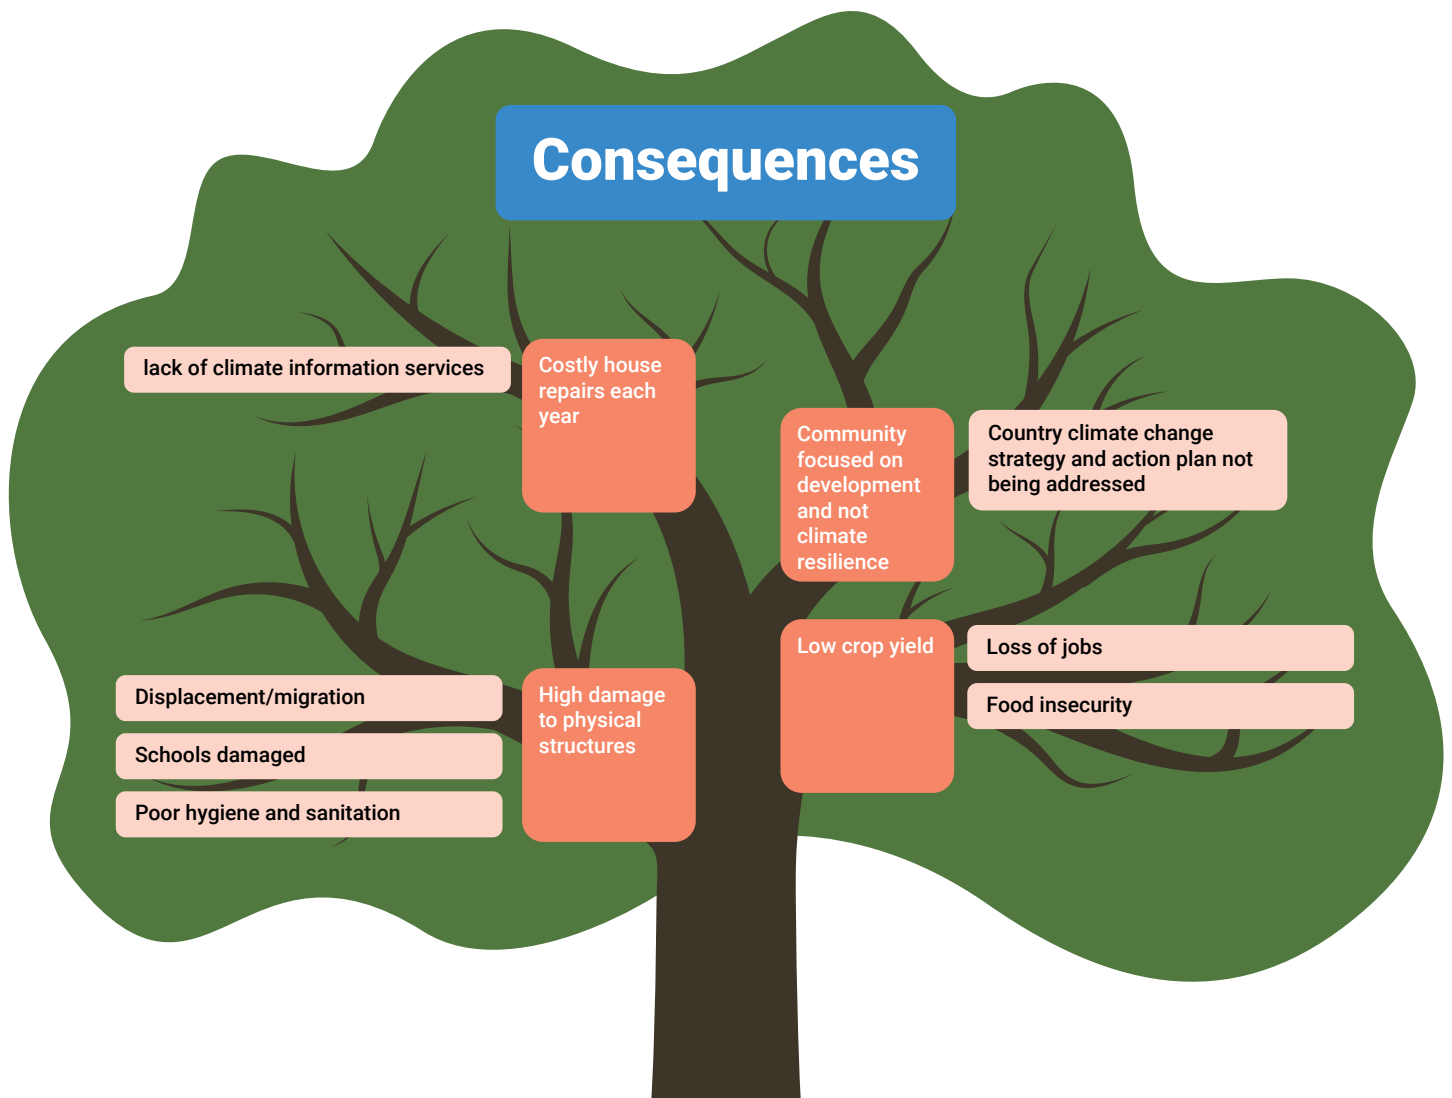 Consequences
lack of climate information services
Costly house
repairs each
year
Community
focused on
development
and not
climate
resilience
Country climate change
strategy and action plan not
being addressed
Displacement/migration
Schools damaged
Poor hygiene and sanitation
High damage
to physical
structures
Low crop yield
Loss of jobs
Food insecurity